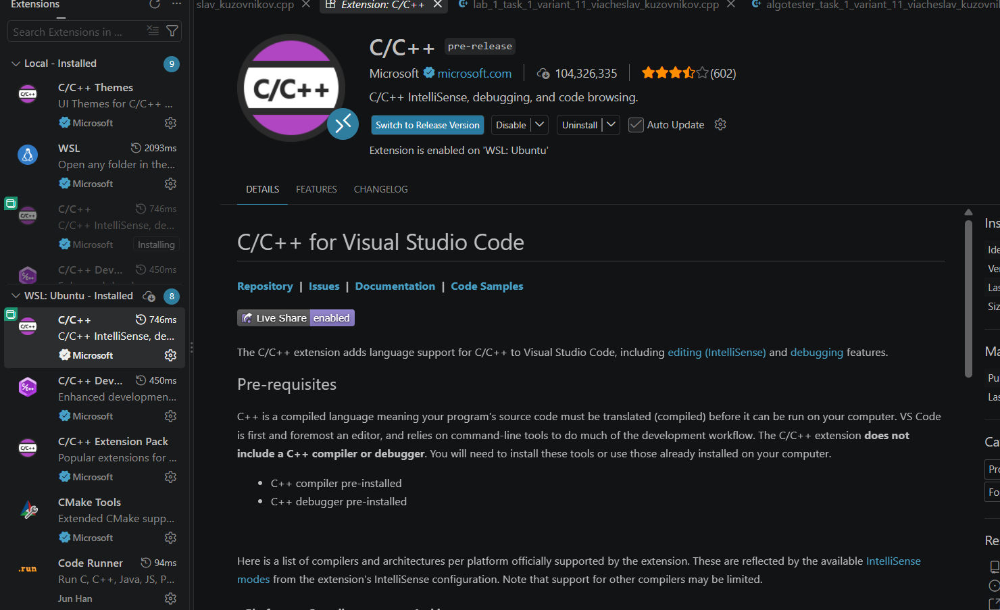 Extensions
Search Extensions in ...
Local - Installed
9
C/C++ Themes
UI Themes for C/C++ ...
Microsoft
WSL
2093ms
Open any folder in the...
Microsoft
C/C++
746ms
C/C++ IntelliSense, de...
Microsoft
Installing
C/C++ Dev...
450ms
WSL: Ubuntu - Installed
8
C/C++
746ms
C/C++ IntelliSense, de...
Microsoft
C/C++ Dev...
450ms
Enhanced developmen...
Microsoft
C/C++ Extension Pack
Popular extensions for ...
Microsoft
CMake Tools
Extended CMake supp...
Microsoft
.run
Code Runner
94ms
Run C, C++, Java, JS, P...
Jun Han
slav_kuzovnikov.cpp
Extension: C/C++
lab_1_task_1_variant_11_viacheslav_kuzovnikov.cpp
algotester_task_1_variant_11_viacheslav_kuzovni
C/C++
C/C++ pre-release
Microsoft microsoft.com 104,326,335 (602)
C/C++ IntelliSense, debugging, and code browsing.
Switch to Release Version Disable Uninstall Auto Update
Extension is enabled on 'WSL: Ubuntu'
DETAILS FEATURES CHANGELOG
C/C++ for Visual Studio Code
Repository | Issues | Documentation | Code Samples
Live Share enabled
The C/C++ extension adds language support for C/C++ to Visual Studio Code, including editing (IntelliSense) and debugging features.
Pre-requisites
C++ is a compiled language meaning your program's source code must be translated (compiled) before it can be run on your computer. VS Code
is first and foremost an editor, and relies on command-line tools to do much of the development workflow. The C/C++ extension does not
include a C++ compiler or debugger. You will need to install these tools or use those already installed on your computer.
• C++ compiler pre-installed
• C++ debugger pre-installed
Here is a list of compilers and architectures per platform officially supported by the extension. These are reflected by the available IntelliSense
modes from the extension's IntelliSense configuration. Note that support for other compilers may be limited.
Ins
Ide
Ve
Las
Siz
Ma
Pu
Las
Ca
Pro
Fo
Re